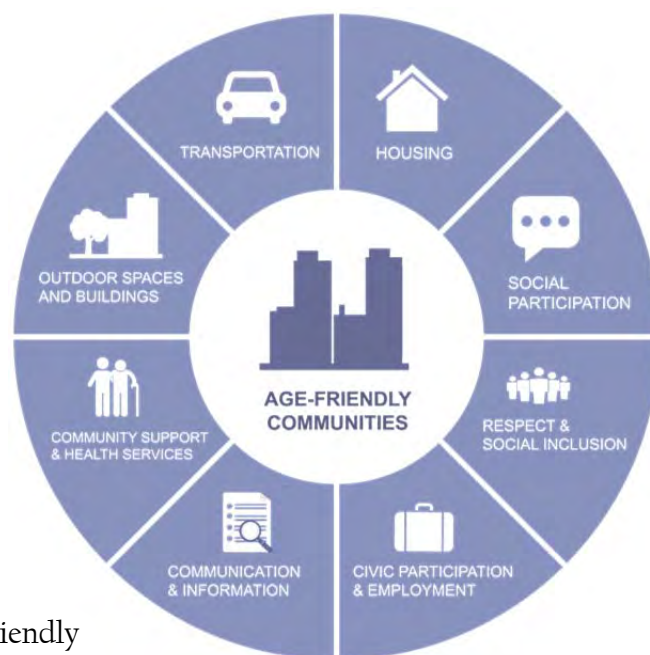 TRANSPORTATION
HOUSING
OUTDOOR SPACES
AND BUILDINGS
SOCIAL
PARTICIPATION
AGE-FRIENDLY
COMMUNITIES
COMMUNITY SUPPORT
& HEALTH SERVICES
RESPECT &
SOCIAL INCLUSION
COMMUNICATION
& INFORMATION
CIVIC PARTICIPATION
& EMPLOYMENT
iendly